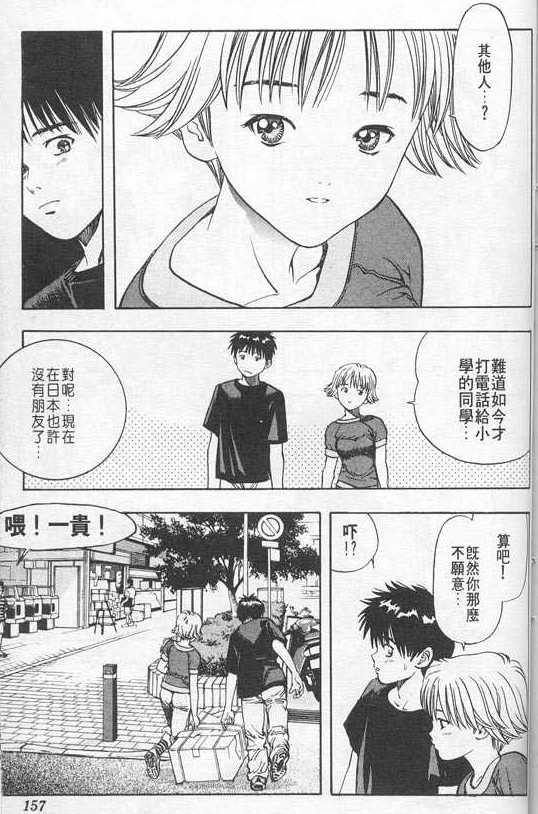 其他人…?
難道如今才
打電話給小
學的同學…
對呢…現在
在日本也許
沒有朋友了…
算吧!
既然你那麼
不願意…
吓!?
喂!一貴!
157